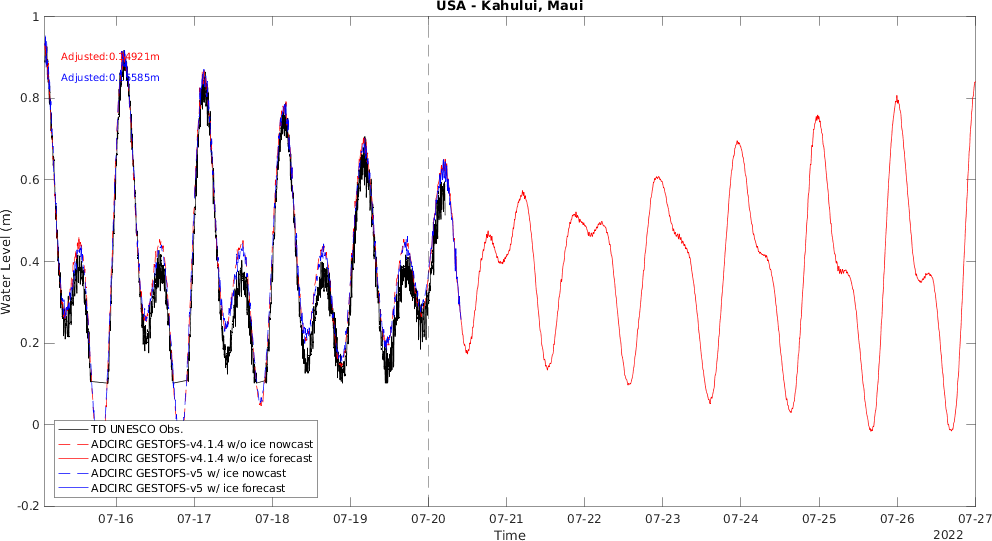 USA - Kahului, Maui
1
0.8
0.6
0.4
0.2
0
-0.2
Water Level (m)
Adjusted:0.14921m
TD UNESCO Obs.
ADCIRC GESTOFS-v4.1.4 w/o ice nowcast
ADCIRC GESTOFS-v4.1.4 w/o ice forecast
ADCIRC GESTOFS-v5 w/ ice nowcast
ADCIRC GESTOFS-v5 w/ ice forecast
07-16 07-17 07-18 07-19 07-20 07-21 07-22 07-23 07-24 07-25 07-26 07-27
Time
2022